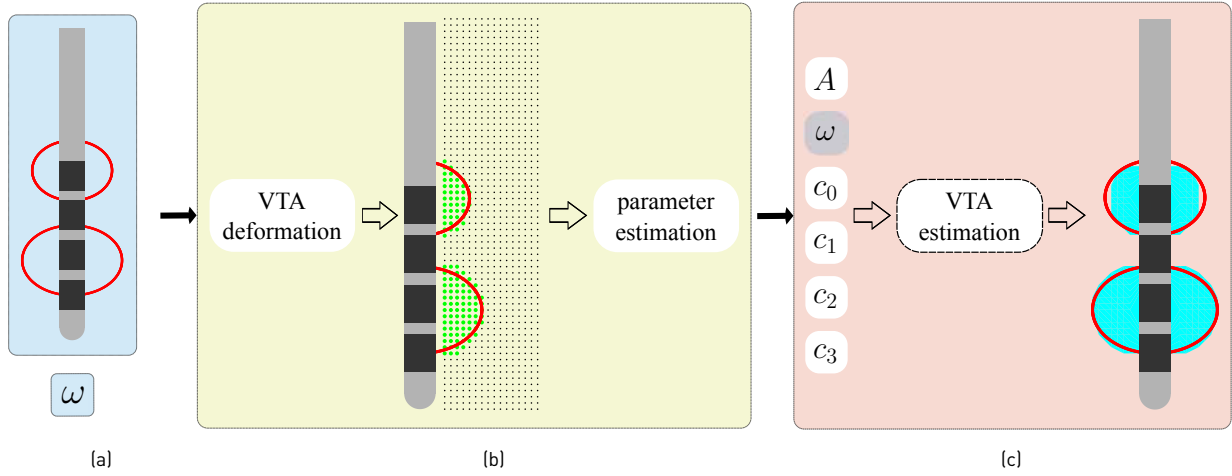 ω
(a)
VTA
deformation
parameter
estimation
(b)
A
ω
c₀
c₁
c₂
c₃
VTA
estimation
(c)